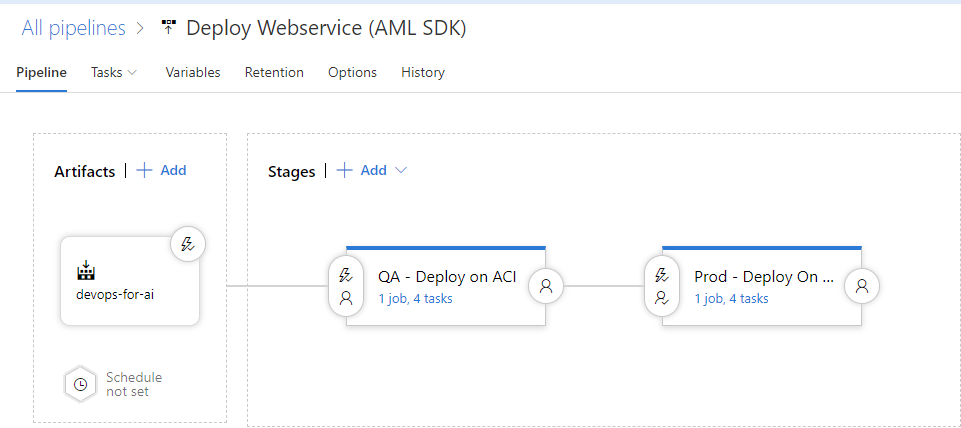 All pipelines > Deploy Webservice (AML SDK)
Pipeline Tasks Variables Retention Options History
Artifacts | + Add
Stages | + Add
devops-for-ai
QA - Deploy on ACI
1 job, 4 tasks
Prod - Deploy On ...
1 job, 4 tasks
Schedule
not set